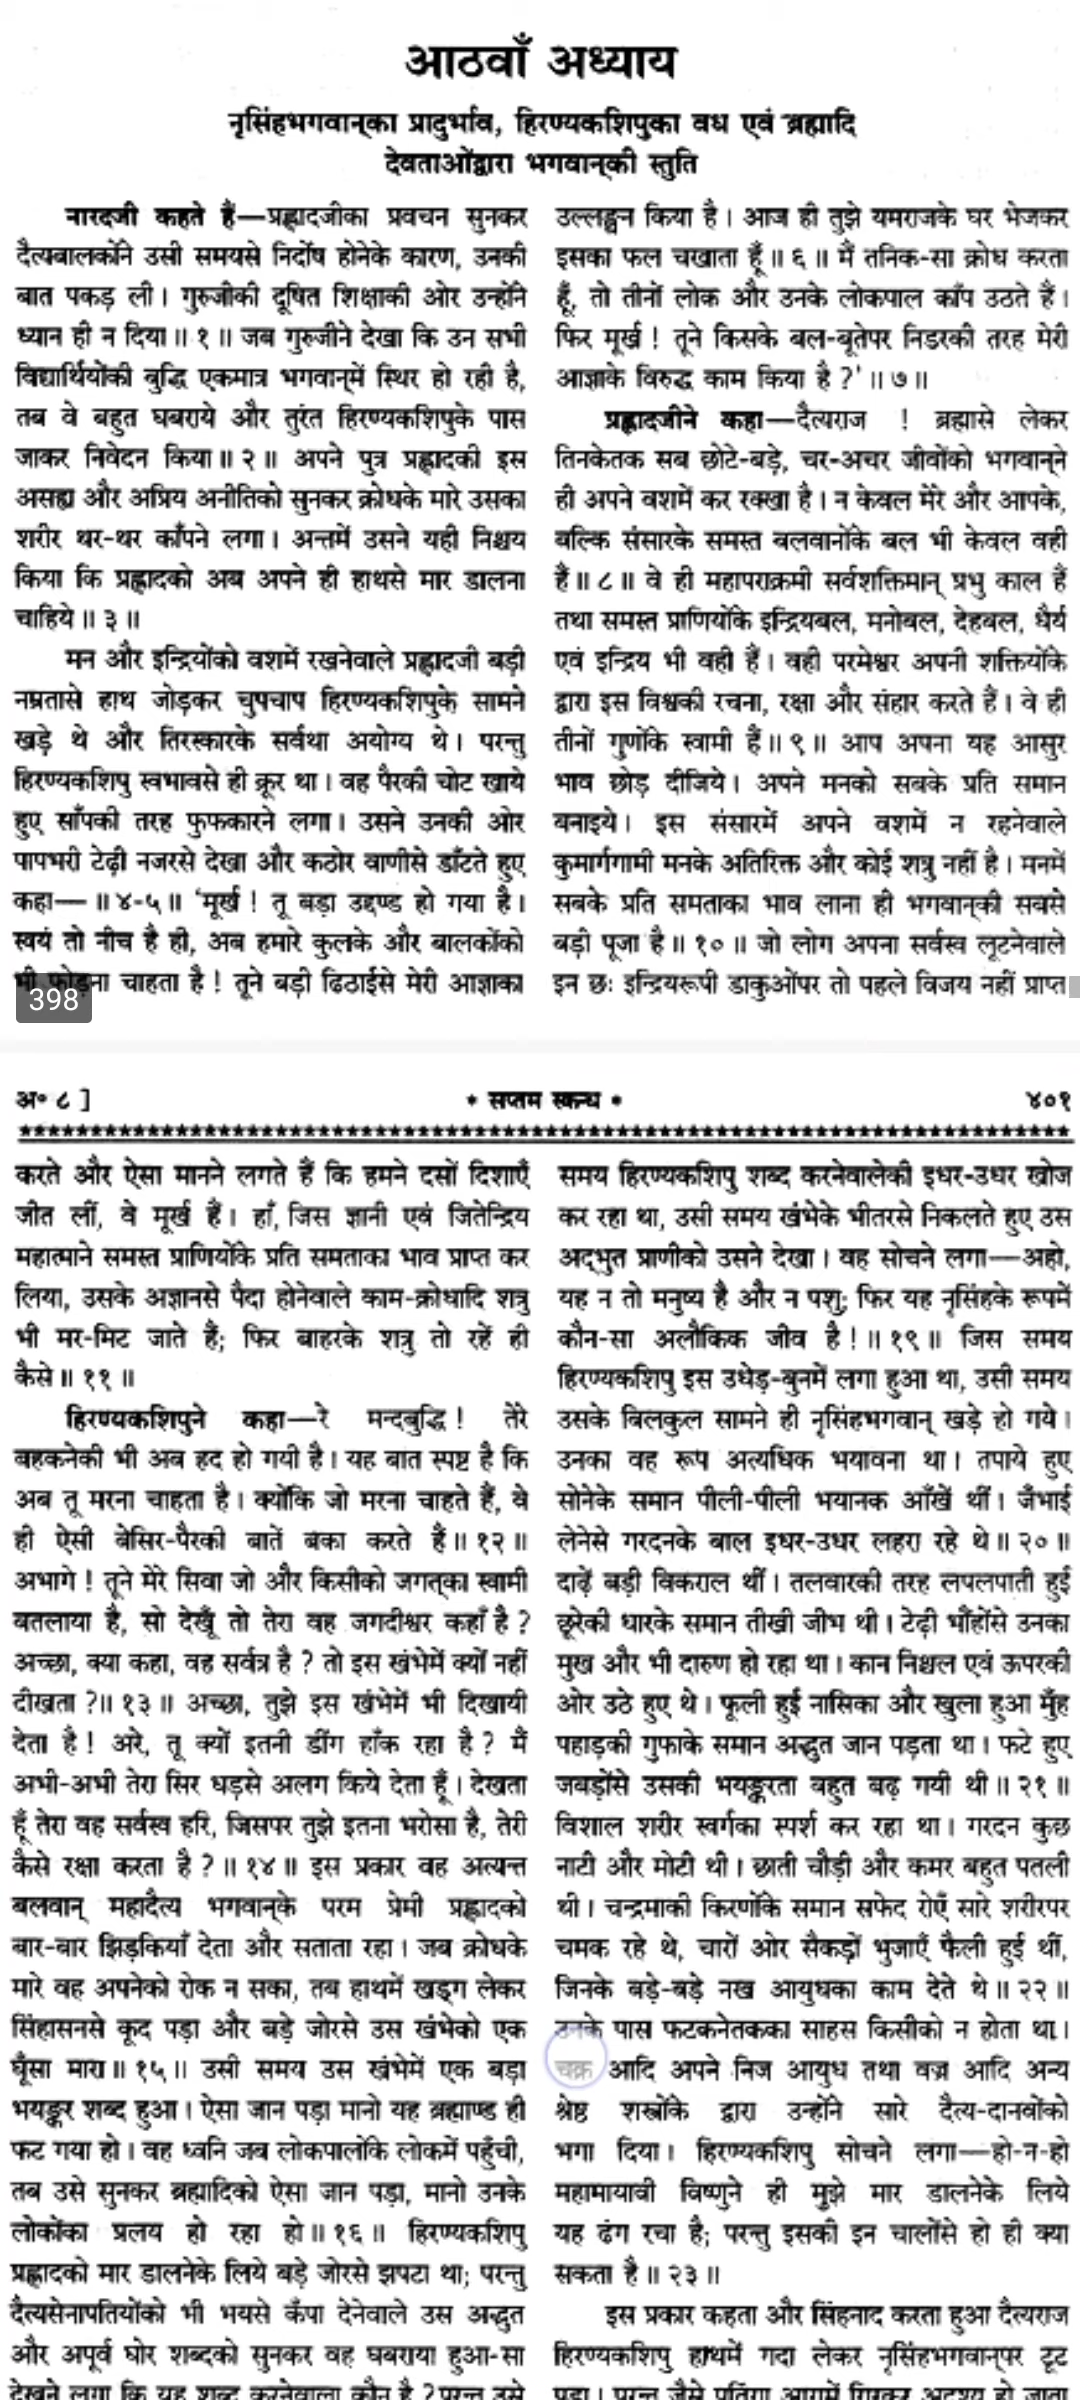 आठवाँ अध्याय
नृसिंहभगवान्‌का प्रादुर्भाव, हिरण्यकशिपुका वध एवं ब्रह्मादि
देवताओंद्वारा भगवान्‌की स्तुति
नारदजी कहते हैं—प्रह्लादजीका प्रवचन सुनकर
दैत्यबालकोंने उसी समयसे निर्दोष होनेके कारण, उनकी
बात पकड़ ली। गुरुजीकी दूषित शिक्षाकी ओर उन्होंने
ध्यान ही न दिया॥ १॥ जब गुरुजीने देखा कि उन सभी
विद्यार्थियोंकी बुद्धि एकमात्र भगवान्‌में स्थिर हो रही है,
तब वे बहुत घबराये और तुरंत हिरण्यकशिपुके पास
जाकर निवेदन किया॥ २॥ अपने पुत्र प्रह्लादकी इस
असह्य और अप्रिय अनीतिको सुनकर क्रोधके मारे उसका
शरीर थर-थर काँपने लगा। अन्तमें उसने यही निश्चय
किया कि प्रह्लादको अब अपने ही हाथसे मार डालना
चाहिये॥ ३॥
मन और इन्द्रियोंको वशमें रखनेवाले प्रह्लादजी बड़ी
नम्रतासे हाथ जोड़कर चुपचाप हिरण्यकशिपुके सामने
खड़े थे और तिरस्कारके सर्वथा अयोग्य थे। परन्तु
हिरण्यकशिपु स्वभावसे ही क्रूर था। वह पैरकी चोट खाये
हुए साँपकी तरह फुफकारने लगा। उसने उनकी ओर
पापभरी टेढ़ी नजरसे देखा और कठोर वाणीसे डाँटते हुए
कहा—॥ ४-५॥ 'मूर्ख! तू बड़ा उद्दण्ड हो गया है।
स्वयं तो नीच है ही, अब हमारे कुलके और बालकोंको
भी फोड़ना चाहता है! तूने बड़ी ढिठाईसे मेरी आज्ञाका
398
उल्लङ्घन किया है। आज ही तुझे यमराजके घर भेजकर
इसका फल चखाता हूँ॥ ६॥ मैं तनिक-सा क्रोध करता
हूँ, तो तीनों लोक और उनके लोकपाल काँप उठते हैं।
फिर मूर्ख! तूने किसके बल-बूतेपर निडरकी तरह मेरी
आज्ञाके विरुद्ध काम किया है?'॥ ७॥
प्रह्लादजीने कहा—दैत्यराज ! ब्रह्मासे लेकर
तिनकेतक सब छोटे-बड़े, चर-अचर जीवोंको भगवान्‌ने
ही अपने वशमें कर रक्खा है। न केवल मेरे और आपके,
बल्कि संसारके समस्त बलवानोंके बल भी केवल वही
हैं॥ ८॥ वे ही महापराक्रमी सर्वशक्तिमान् प्रभु काल हैं
तथा समस्त प्राणियोंके इन्द्रियबल, मनोबल, देहबल, धैर्य
एवं इन्द्रिय भी वही हैं। वही परमेश्वर अपनी शक्तियोंके
द्वारा इस विश्वकी रचना, रक्षा और संहार करते हैं। वे ही
तीनों गुणोंके स्वामी हैं॥ ९॥ आप अपना यह आसुर
भाव छोड़ दीजिये। अपने मनको सबके प्रति समान
बनाइये। इस संसारमें अपने वशमें न रहनेवाले
कुमार्गगामी मनके अतिरिक्त और कोई शत्रु नहीं है। मनमें
सबके प्रति समताका भाव लाना ही भगवान्‌की सबसे
बड़ी पूजा है॥ १०॥ जो लोग अपना सर्वस्व लूटनेवाले
इन छः इन्द्रियरूपी डाकुओंपर तो पहले विजय नहीं प्राप्त
अ॰ ८ ]
* सप्तम स्कन्ध *
४०१
करते और ऐसा मानने लगते हैं कि हमने दसों दिशाएँ
जीत लीं, वे मूर्ख हैं। हाँ, जिस ज्ञानी एवं जितेन्द्रिय
महात्माने समस्त प्राणियोंके प्रति समताका भाव प्राप्त कर
लिया, उसके अज्ञानसे पैदा होनेवाले काम-क्रोधादि शत्रु
भी मर-मिट जाते हैं; फिर बाहरके शत्रु तो रहें ही
कैसे॥ ११॥
हिरण्यकशिपुने कहा—रे मन्दबुद्धि! तेरे
बहकनेकी भी अब हद हो गयी है। यह बात स्पष्ट है कि
अब तू मरना चाहता है। क्योंकि जो मरना चाहते हैं, वे
ही ऐसी बेसिर-पैरकी बातें बका करते हैं॥ १२॥
अभागे! तूने मेरे सिवा जो और किसीको जगत्‌का स्वामी
बतलाया है, सो देखूँ तो तेरा वह जगदीश्वर कहाँ है?
अच्छा, क्या कहा, वह सर्वत्र है? तो इस खंभेमें क्यों नहीं
दीखता?॥ १३॥ अच्छा, तुझे इस खंभेमें भी दिखायी
देता है! अरे, तू क्यों इतनी डींग हाँक रहा है? मैं
अभी-अभी तेरा सिर धड़से अलग किये देता हूँ। देखता
हूँ तेरा वह सर्वस्व हरि, जिसपर तुझे इतना भरोसा है, तेरी
कैसे रक्षा करता है?॥ १४॥ इस प्रकार वह अत्यन्त
बलवान् महादैत्य भगवान्‌के परम प्रेमी प्रह्लादको
बार-बार झिड़कियाँ देता और सताता रहा। जब क्रोधके
मारे वह अपनेको रोक न सका, तब हाथमें खड्ग लेकर
सिंहासनसे कूद पड़ा और बड़े जोरसे उस खंभेको एक
घूँसा मारा॥ १५॥ उसी समय उस खंभेमें एक बड़ा
भयङ्कर शब्द हुआ। ऐसा जान पड़ा मानो यह ब्रह्माण्ड ही
फट गया हो। वह ध्वनि जब लोकपालोंके लोकमें पहुँची,
तब उसे सुनकर ब्रह्मादिको ऐसा जान पड़ा, मानो उनके
लोकोंका प्रलय हो रहा हो॥ १६॥ हिरण्यकशिपु
प्रह्लादको मार डालनेके लिये बड़े जोरसे झपटा था; परन्तु
दैत्यसेनापतियोंको भी भयसे कँपा देनेवाले उस अद्भुत
और अपूर्व घोर शब्दको सुनकर वह घबराया हुआ-सा
देखने लगा कि यह शब्द करनेवाला कौन है? परन्तु उसे
समय हिरण्यकशिपु शब्द करनेवालेकी इधर-उधर खोज
कर रहा था, उसी समय खंभेके भीतरसे निकलते हुए उस
अद्‌भुत प्राणीको उसने देखा। वह सोचने लगा—अहो,
यह न तो मनुष्य है और न पशु; फिर यह नृसिंहके रूपमें
कौन-सा अलौकिक जीव है!॥ १९॥ जिस समय
हिरण्यकशिपु इस उधेड़-बुनमें लगा हुआ था, उसी समय
उसके बिलकुल सामने ही नृसिंहभगवान् खड़े हो गये।
उनका वह रूप अत्यधिक भयावना था। तपाये हुए
सोनेके समान पीली-पीली भयानक आँखें थीं। जँभाई
लेनेसे गरदनके बाल इधर-उधर लहरा रहे थे॥ २०॥
दाढ़ें बड़ी विकराल थीं। तलवारकी तरह लपलपाती हुई
छूरेकी धारके समान तीखी जीभ थी। टेढ़ी भौंहोंसे उनका
मुख और भी दारुण हो रहा था। कान निश्चल एवं ऊपरकी
ओर उठे हुए थे। फूली हुई नासिका और खुला हुआ मुँह
पहाड़की गुफाके समान अद्भुत जान पड़ता था। फटे हुए
जबड़ोंसे उसकी भयङ्करता बहुत बढ़ गयी थी॥ २१॥
विशाल शरीर स्वर्गका स्पर्श कर रहा था। गरदन कुछ
नाटी और मोटी थी। छाती चौड़ी और कमर बहुत पतली
थी। चन्द्रमाकी किरणोंके समान सफेद रोएँ सारे शरीरपर
चमक रहे थे, चारों ओर सैकड़ों भुजाएँ फैली हुई थीं,
जिनके बड़े-बड़े नख आयुधका काम देते थे॥ २२॥
उनके पास फटकनेतकका साहस किसीको न होता था।
चक्र आदि अपने निज आयुध तथा वज्र आदि अन्य
श्रेष्ठ शस्त्रोंके द्वारा उन्होंने सारे दैत्य-दानवोंको
भगा दिया। हिरण्यकशिपु सोचने लगा—हो-न-हो
महामायावी विष्णुने ही मुझे मार डालनेके लिये
यह ढंग रचा है; परन्तु इसकी इन चालोंसे हो ही क्या
सकता है॥ २३॥
इस प्रकार कहता और सिंहनाद करता हुआ दैत्यराज
हिरण्यकशिपु हाथमें गदा लेकर नृसिंहभगवान्‌पर टूट
पड़ा। परन्तु जैसे पतिंगा आगमें गिरकर अदृश्य हो जाता